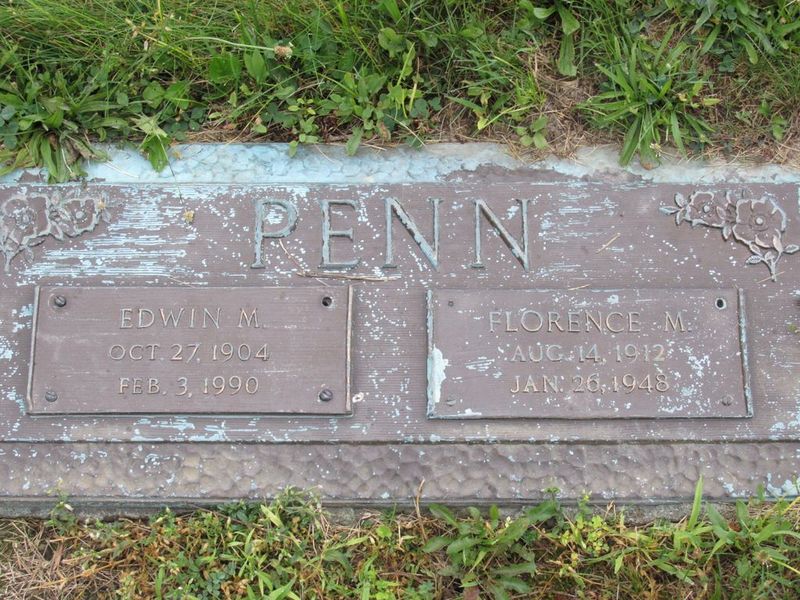 PENN
EDWIN M.
OCT. 27, 1904
FEB. 3, 1990
FLORENCE M.
AUG. 14, 1912
JAN. 26, 1948